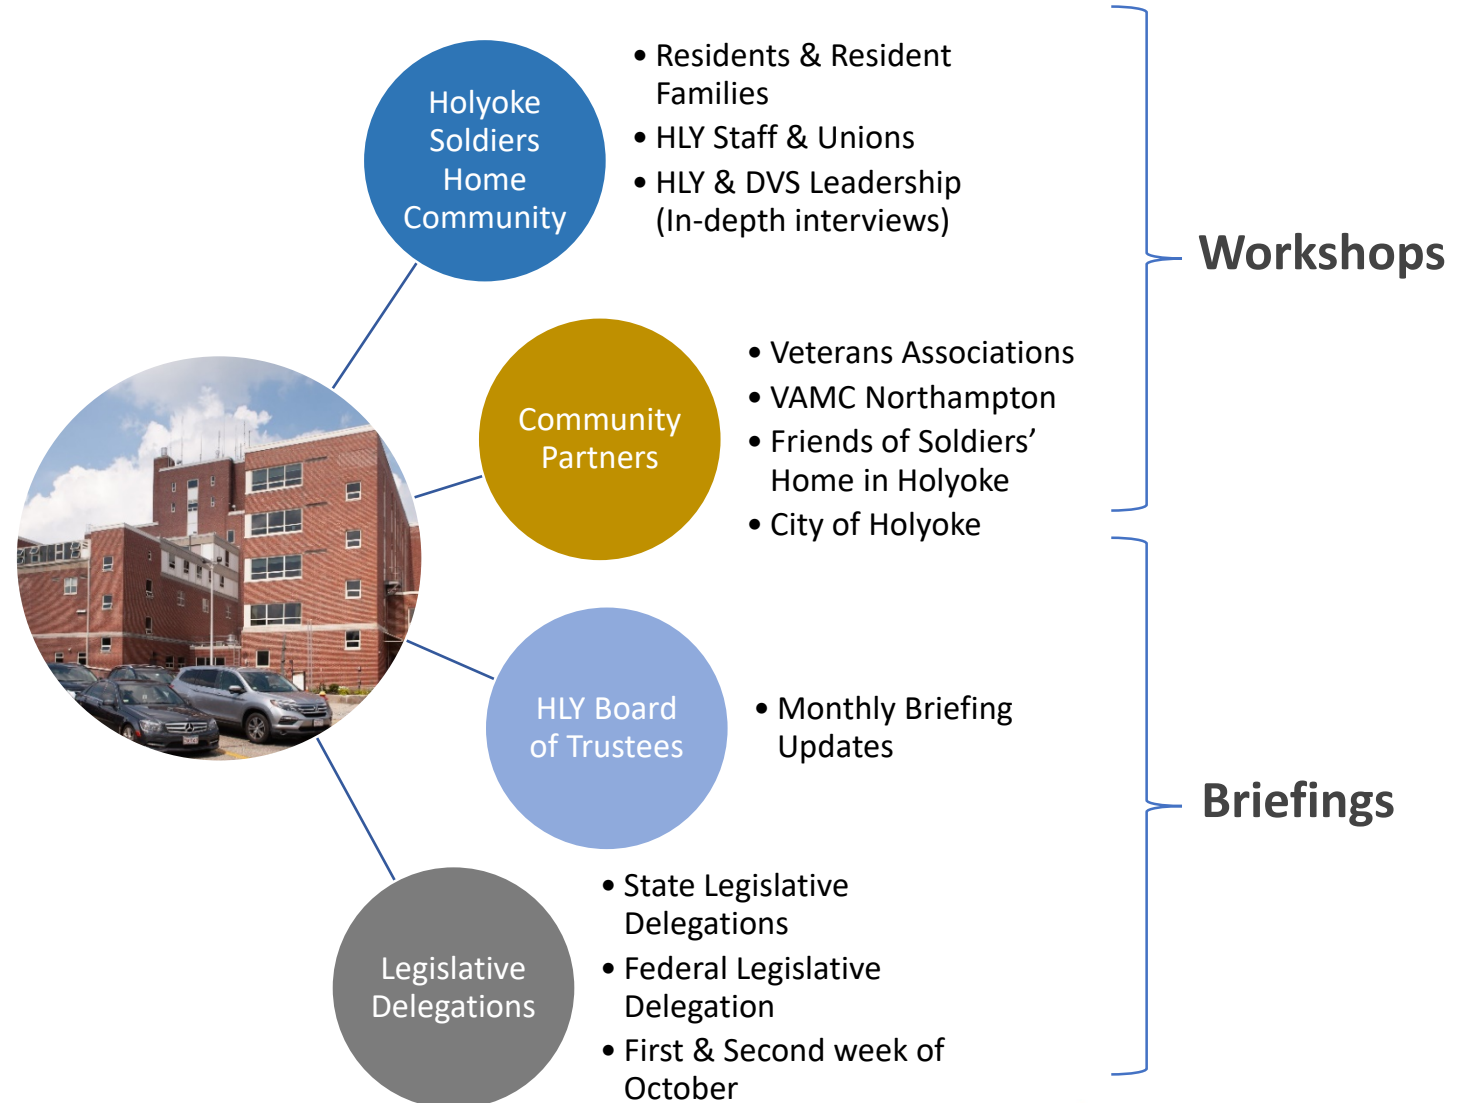 Holyoke
Soldiers
Home
Community
• Residents & Resident
Families
• HLY Staff & Unions
• HLY & DVS Leadership
(In-depth interviews)
Workshops
Community
Partners
• Veterans Associations
• VAMC Northampton
• Friends of Soldiers’
Home in Holyoke
• City of Holyoke
HLY Board
of Trustees
• Monthly Briefing
Updates
Briefings
Legislative
Delegations
• State Legislative
Delegations
• Federal Legislative
Delegation
• First & Second week of
October